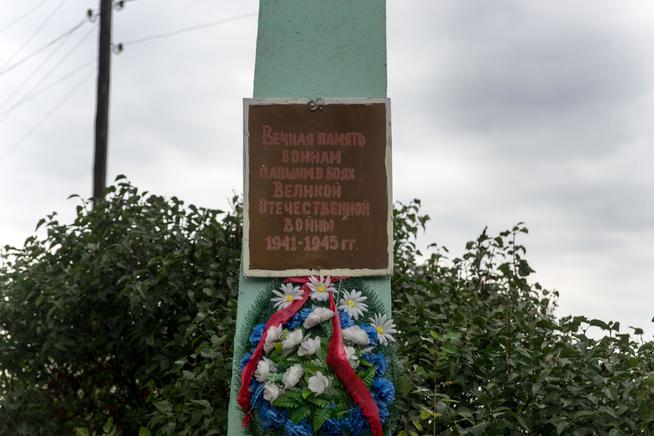 Вечная память
воинам
павшим в боях
Великой
Отечественной
войны
1941-1945 гг.